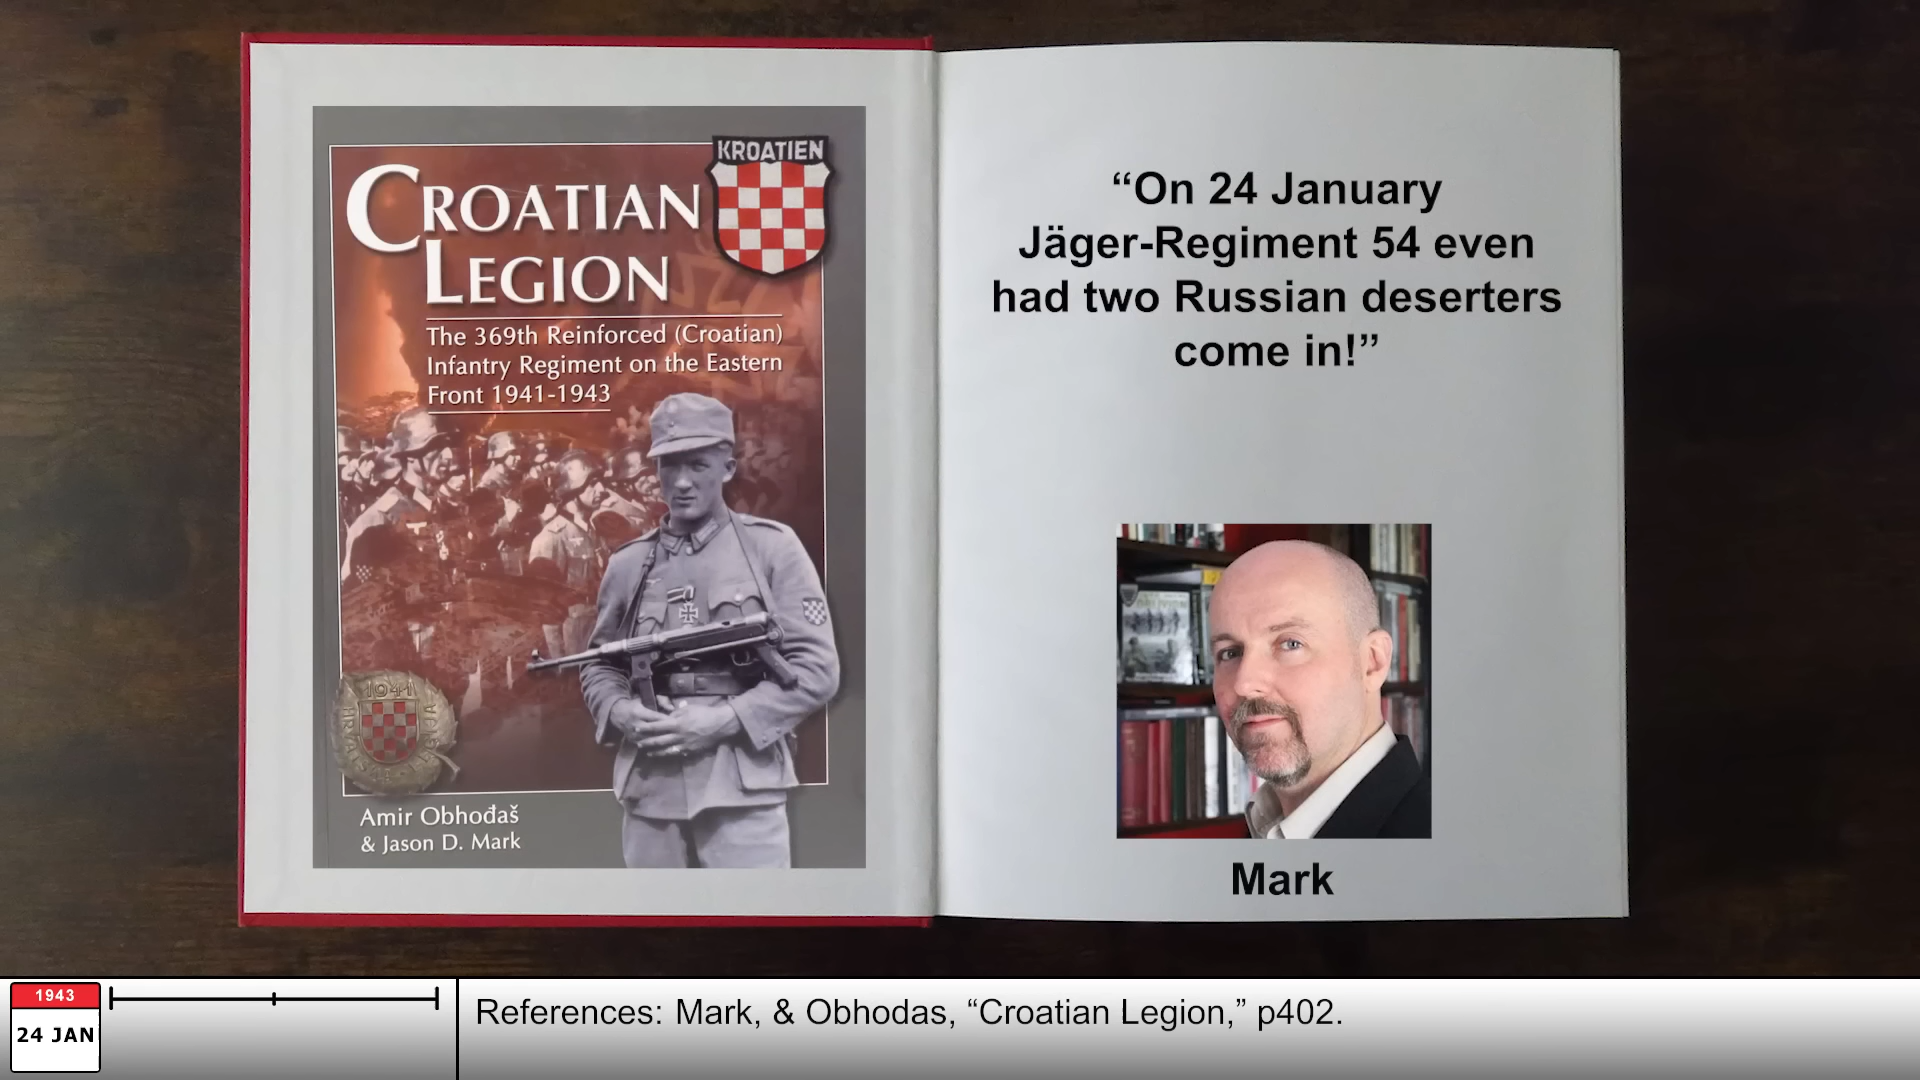 KROATIEN
CROATIAN
LEGION
The 369th Reinforced (Croatian)
Infantry Regiment on the Eastern
Front 1941-1943
1941
Amir Obhođaš
& Jason D. Mark
“On 24 January
Jäger-Regiment 54 even
had two Russian deserters
come in!”
Mark
1943
24 JAN
References: Mark, & Obhodas, “Croatian Legion,” p402.